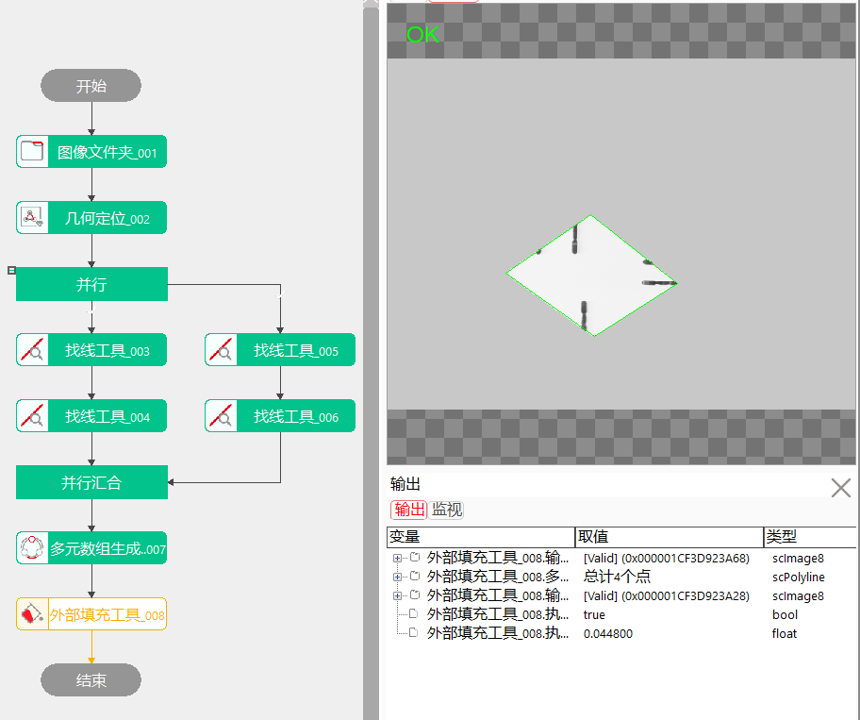 开始
图像文件夹_001
几何定位_002
并行
找线工具_003
找线工具_005
找线工具_004
找线工具_006
并行汇合
多元数组生成..007
外部填充工具_008
结束
OK
输出
输出 监视
变量 取值 类型
外部填充工具_008.输... [Valid] (0x000001CF3D923A68) scImage8
外部填充工具_008.多... 总计4个点 scPolyline
外部填充工具_008.输... [Valid] (0x000001CF3D923A28) scImage8
外部填充工具_008.执... true bool
外部填充工具_008.执... 0.044800 float